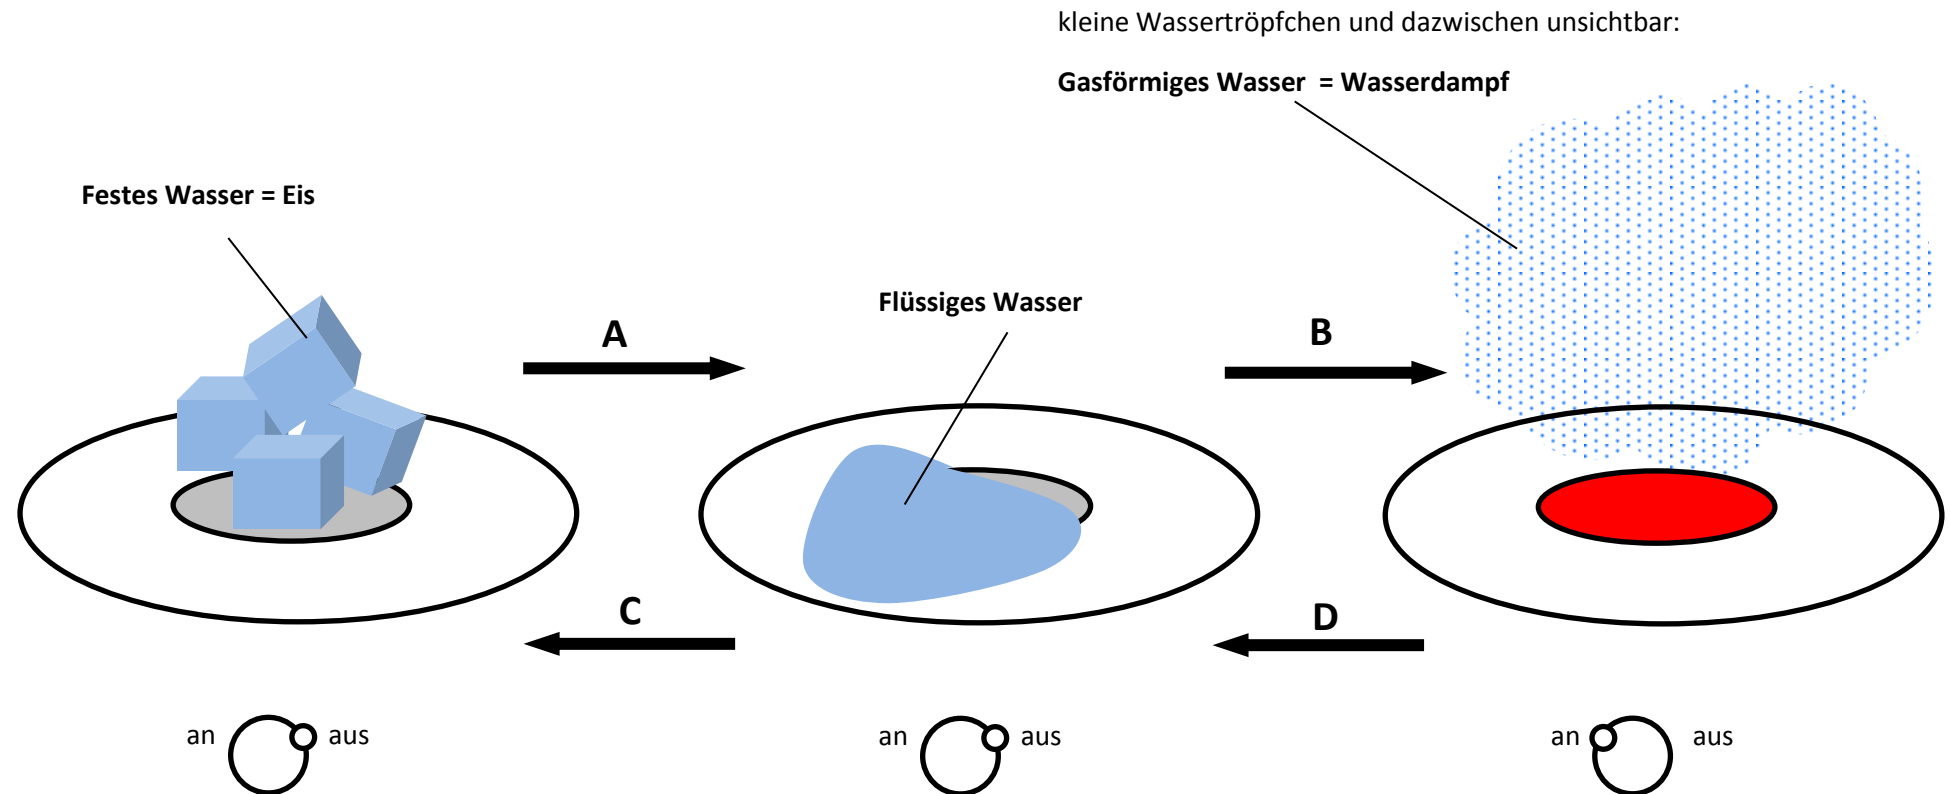 kleine Wassertröpfchen und dazwischen unsichtbar:
Gasförmiges Wasser = Wasserdampf
Festes Wasser = Eis
Flüssiges Wasser
A
B
C
D
an aus
an aus
an aus